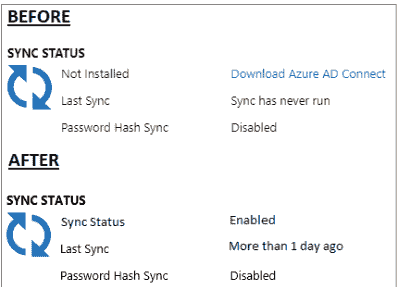 BEFORE
SYNC STATUS
Not Installed Download Azure AD Connect
Last Sync Sync has never run
Password Hash Sync Disabled
AFTER
SYNC STATUS
Sync Status Enabled
Last Sync More than 1 day ago
Password Hash Sync Disabled